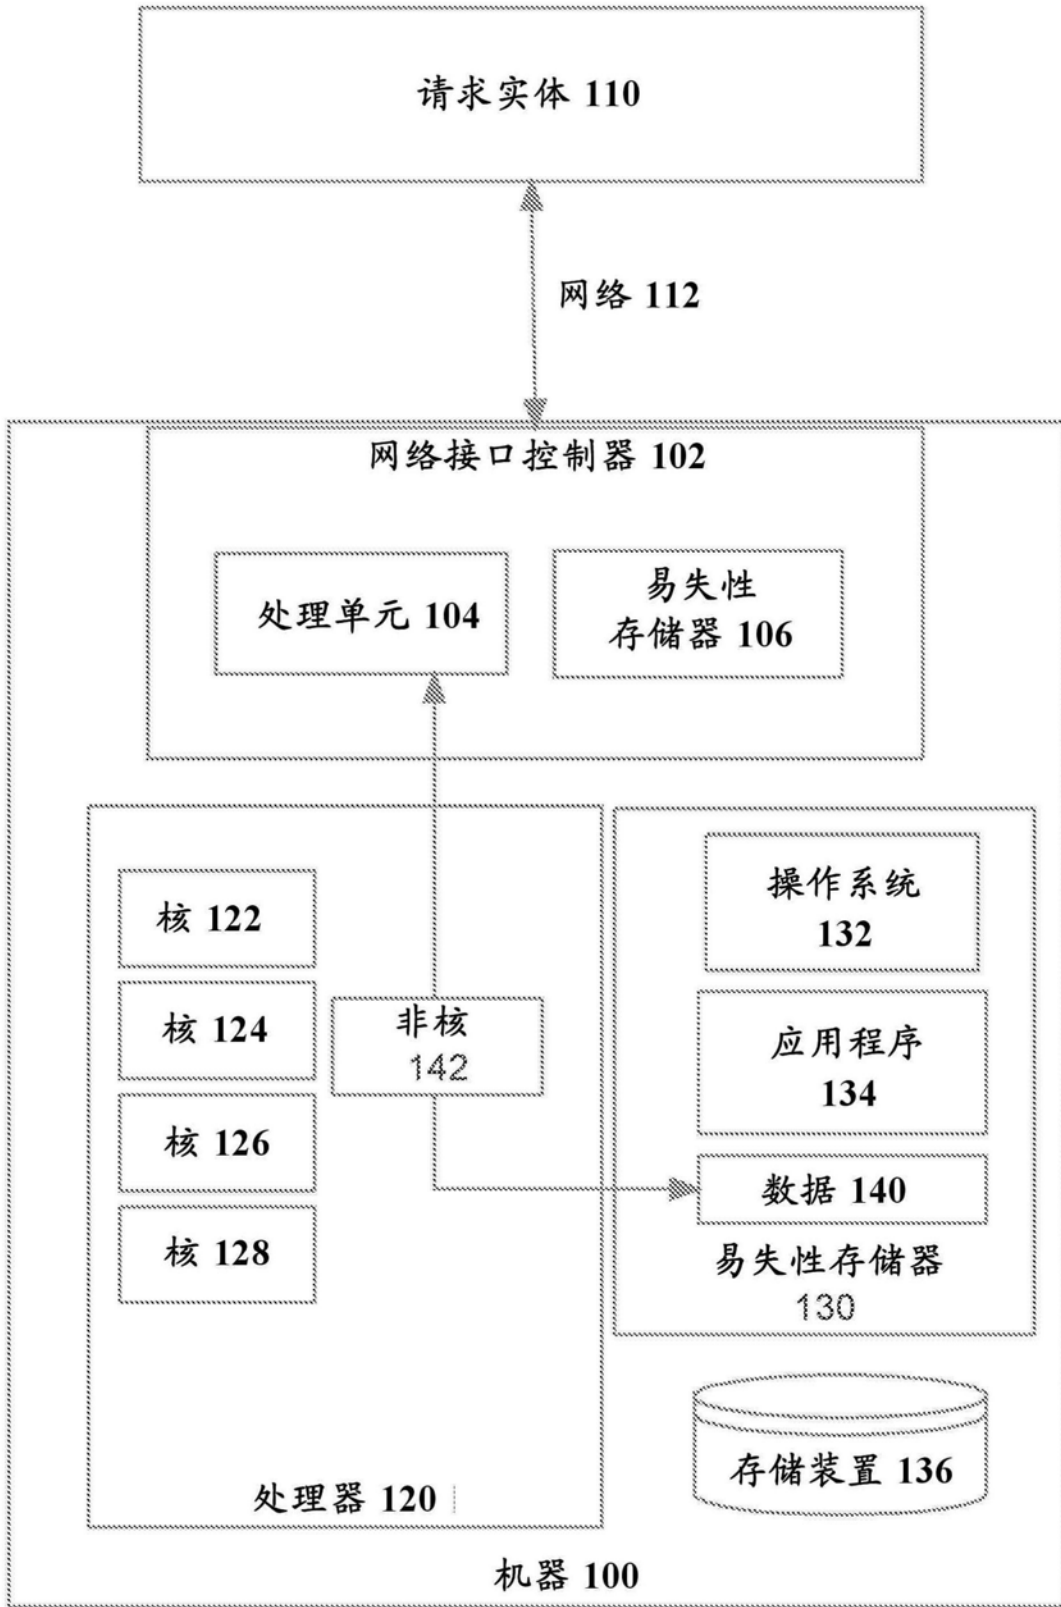 请求实体 110
网络 112
网络接口控制器 102
处理单元 104
易失性
存储器 106
核 122
核 124
核 126
核 128
非核
142
处理器 120
操作系统
132
应用程序
134
数据 140
易失性存储器
130
存储装置 136
机器 100